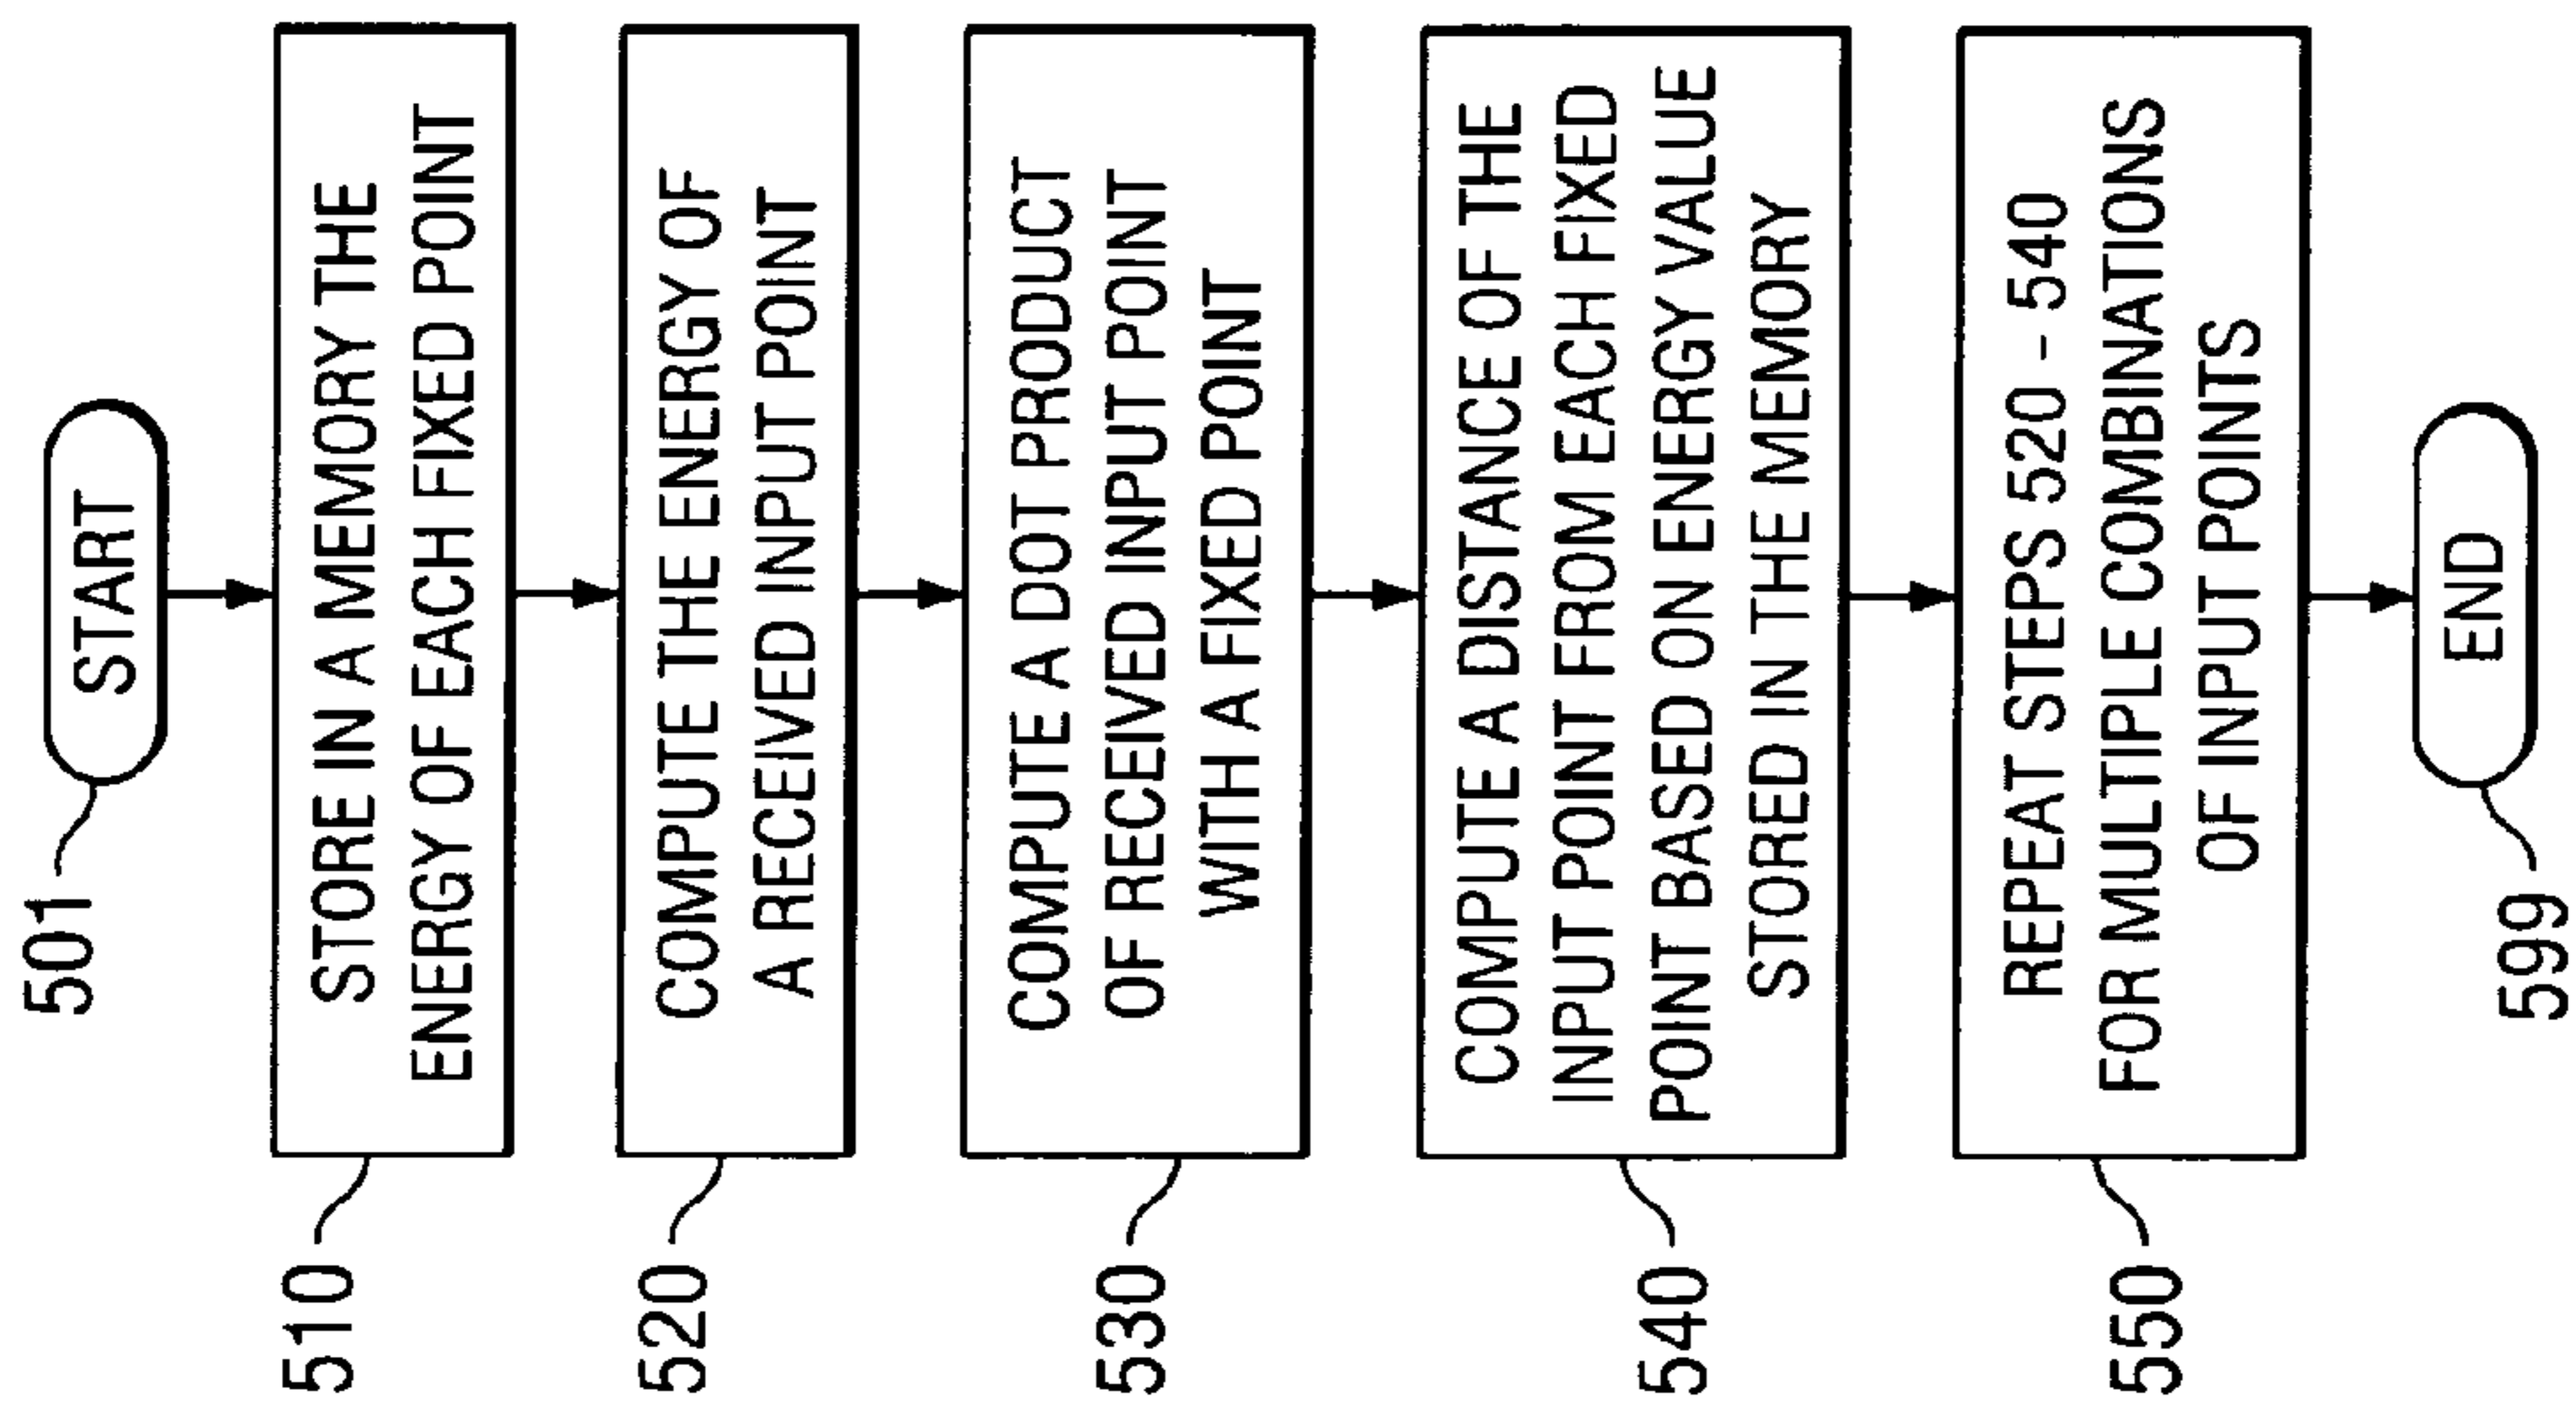 501
START
510
STORE IN A MEMORY THE
ENERGY OF EACH FIXED POINT
520
COMPUTE THE ENERGY OF
A RECEIVED INPUT POINT
530
COMPUTE A DOT PRODUCT
OF RECEIVED INPUT POINT
WITH A FIXED POINT
540
COMPUTE A DISTANCE OF THE
INPUT POINT FROM EACH FIXED
POINT BASED ON ENERGY VALUE
STORED IN THE MEMORY
550
REPEAT STEPS 520 - 540
FOR MULTIPLE COMBINATIONS
OF INPUT POINTS
599
END